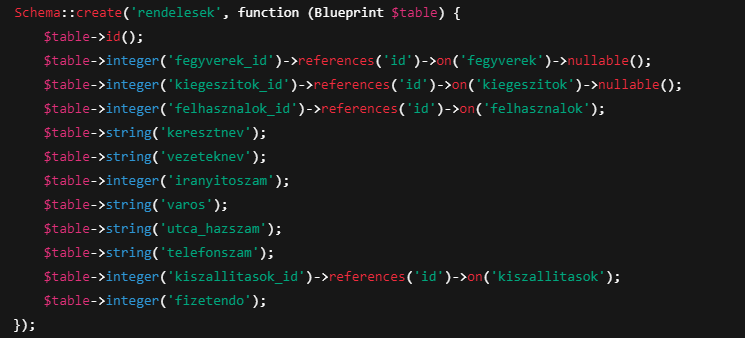 Schema::create('rendelesek', function (Blueprint $table) {
    $table->id();
    $table->integer('fegyverek_id')->references('id')->on('fegyverek')->nullable();
    $table->integer('kiegeszitok_id')->references('id')->on('kiegeszitok')->nullable();
    $table->integer('felhasznalok_id')->references('id')->on('felhasznalok');
    $table->string('keresztnev');
    $table->string('vezeteknev');
    $table->integer('iranyitoszam');
    $table->string('varos');
    $table->string('utca_hazszam');
    $table->string('telefonszam');
    $table->integer('kiszallitasok_id')->references('id')->on('kiszallitasok');
    $table->integer('fizetendo');
});